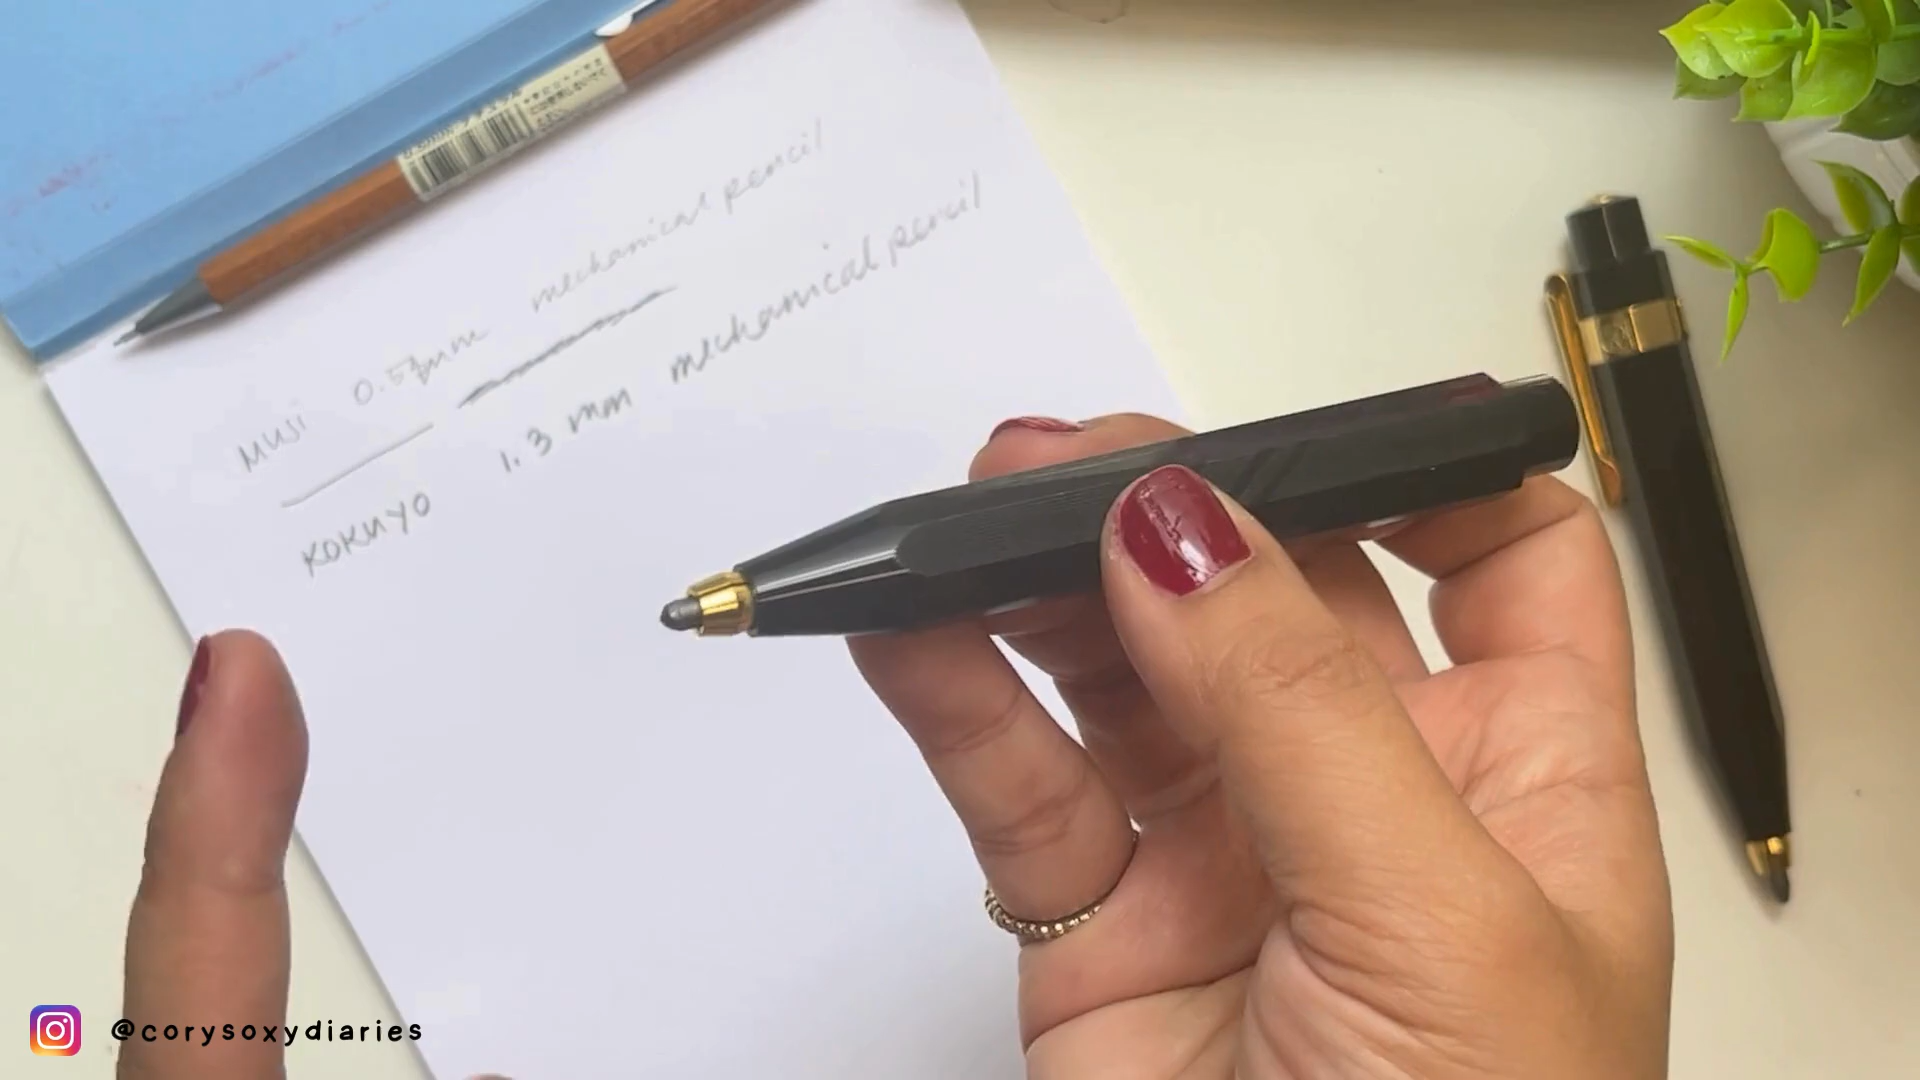 MUJI 0.5mm mechanical pencil
KOKUYO 1.3 mm mechanical pencil
@corysoxydiaries